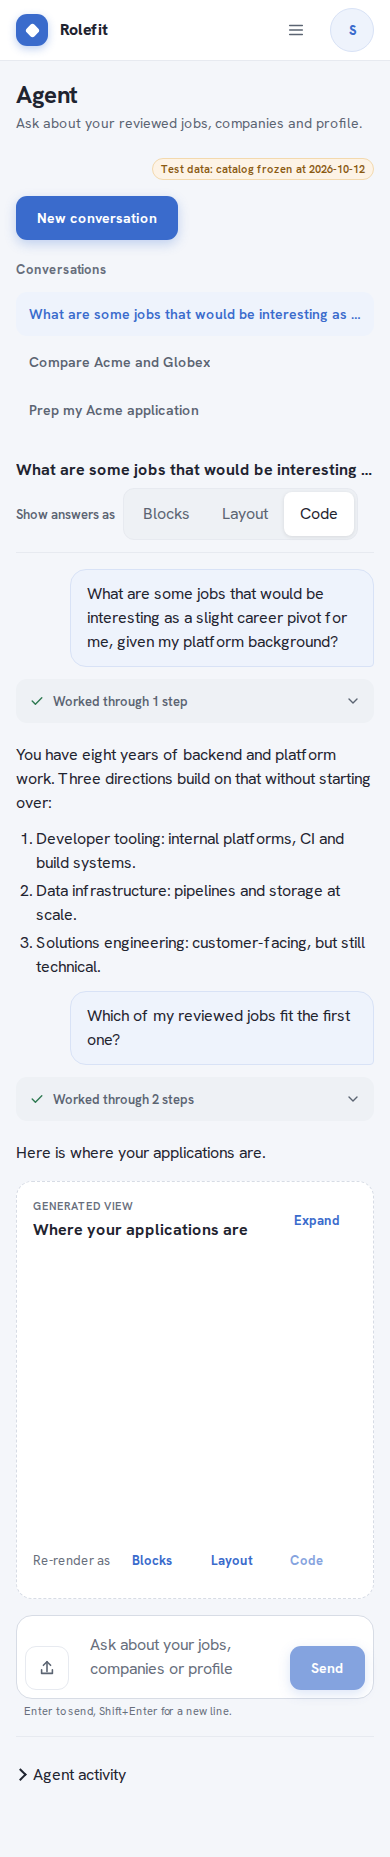 Rolefit
S
Agent
Ask about your reviewed jobs, companies and profile.
Test data: catalog frozen at 2026-10-12
New conversation
Conversations
What are some jobs that would be interesting as ...
Compare Acme and Globex
Prep my Acme application
What are some jobs that would be interesting ...
Show answers as
Blocks
Layout
Code
What are some jobs that would be
interesting as a slight career pivot for
me, given my platform background?
Worked through 1 step
You have eight years of backend and platform
work. Three directions build on that without starting
over:
1. Developer tooling: internal platforms, CI and
build systems.
2. Data infrastructure: pipelines and storage at
scale.
3. Solutions engineering: customer-facing, but still
technical.
Which of my reviewed jobs fit the first
one?
Worked through 2 steps
Here is where your applications are.
GENERATED VIEW
Where your applications are
Expand
Re-render as
Blocks
Layout
Code
Ask about your jobs,
companies or profile
Send
Enter to send, Shift+Enter for a new line.
Agent activity